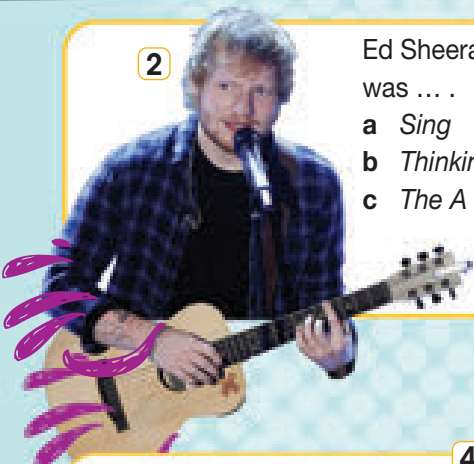 2
Ed Sheera
was ... .
a Sing
b Thinkin
c The A
4